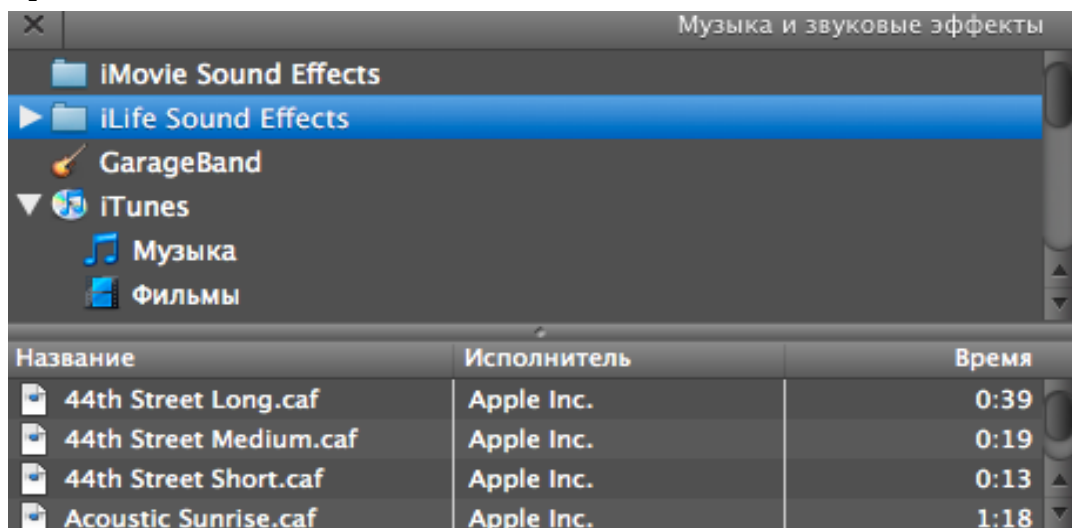 Музыка и звуковые эффекты
iMovie Sound Effects
iLife Sound Effects
GarageBand
iTunes
Музыка
Фильмы
Название Исполнитель Время
44th Street Long.caf Apple Inc. 0:39
44th Street Medium.caf Apple Inc. 0:19
44th Street Short.caf Apple Inc. 0:13
Acoustic Sunrise.caf Apple Inc. 1:18